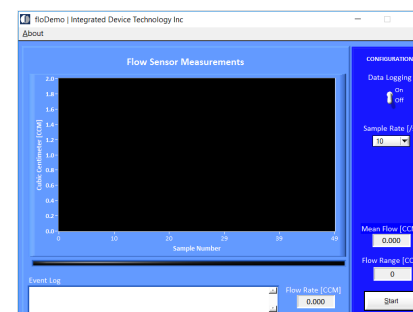 floDemo | Integrated Device Technology Inc
About
Flow Sensor Measurements
CONFIGURATION
Data Logging
On
Off
Sample Rate [/
10
2.0
1.8
1.6
1.4
1.2
1.0
0.8
0.6
0.4
0.2
0.0
Cubic Centimeter [CCM]
0 10 20 29 39 49
Sample Number
Mean Flow [CCM
0.000
Flow Range [CC
0
Event Log
Flow Rate [CCM]
0.000
Start